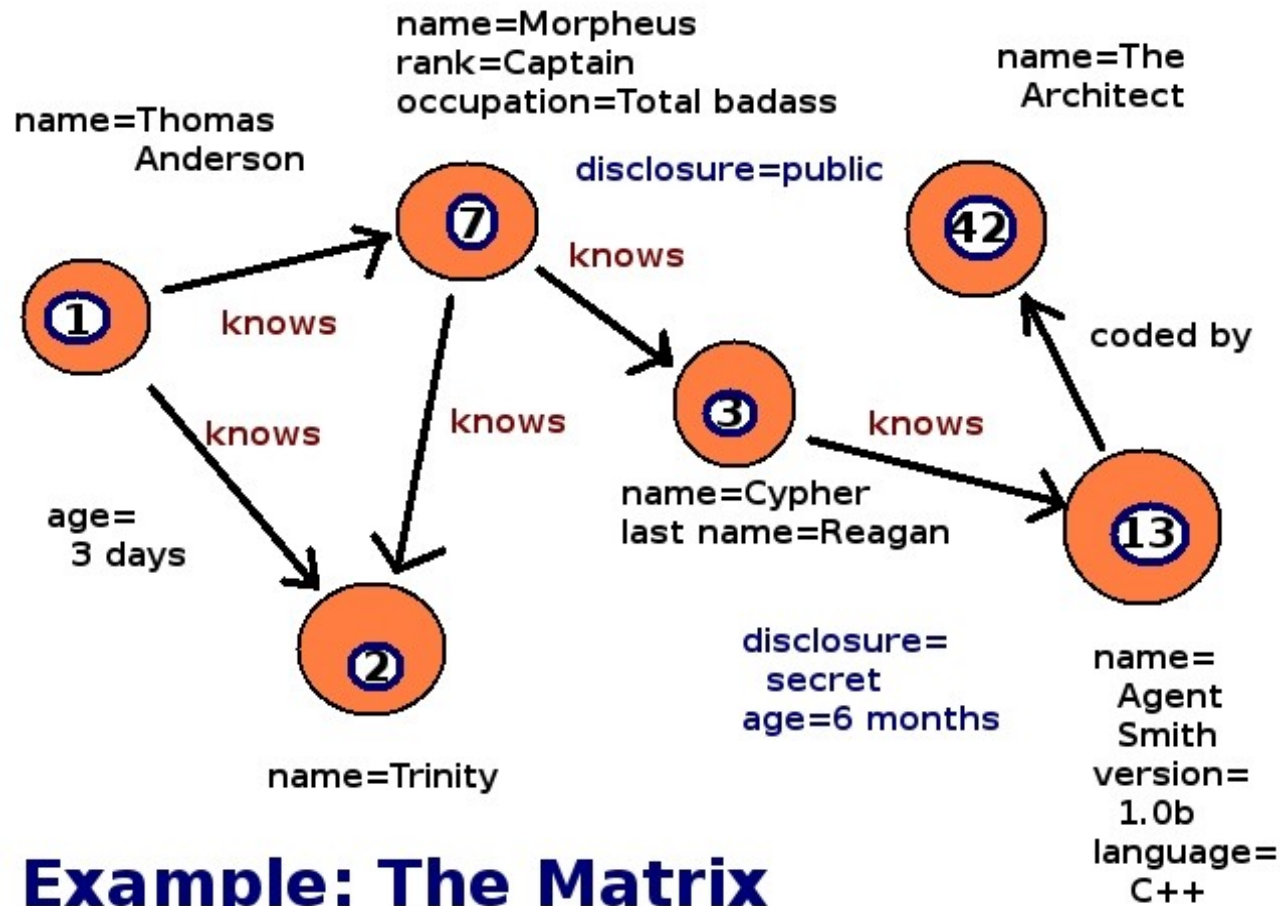 name=Morpheus
rank=Captain
occupation=Total badass
name=The
Architect
name=Thomas
Anderson
disclosure=public
7
42
knows
1
knows
coded by
knows
knows
3
knows
name=Cypher
last name=Reagan
13
age=
3 days
2
disclosure=
secret
age=6 months
name=
Agent
Smith
version=
1.0b
language=
C++
name=Trinity
Example: The Matrix